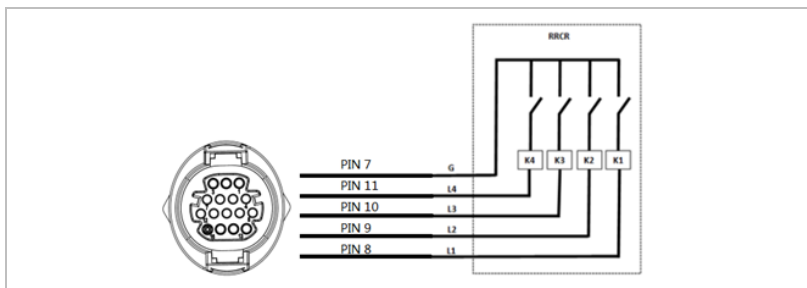 RRCR
K4 K3 K2 K1
PIN 7 G
PIN 11 L4
PIN 10 L3
PIN 9 L2
PIN 8 L1